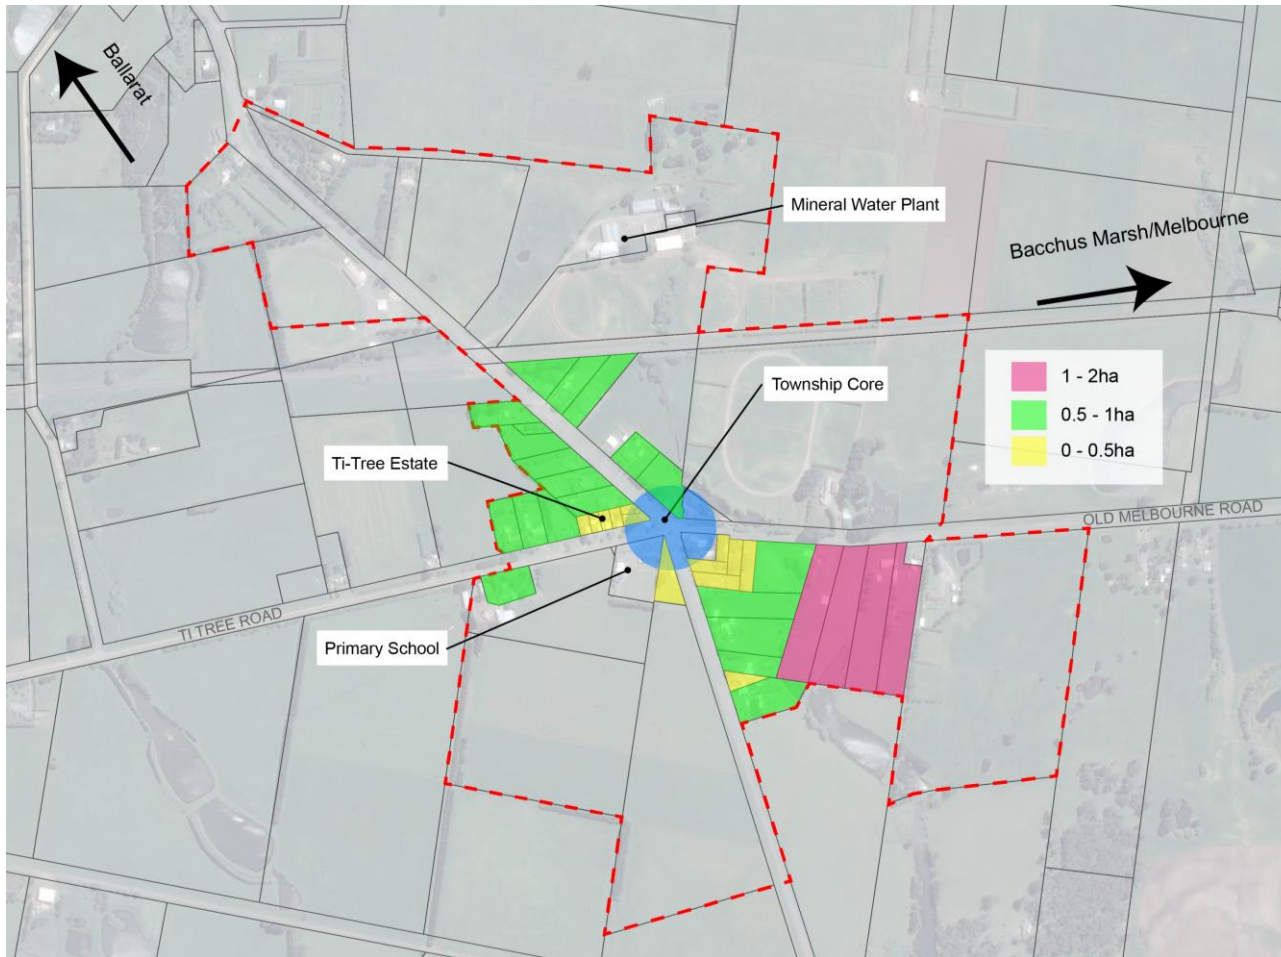 Ballarat
Mineral Water Plant
Bacchus Marsh/Melbourne
1 - 2ha
0.5 - 1ha
0 - 0.5ha
Township Core
Ti-Tree Estate
OLD MELBOURNE ROAD
TI TREE ROAD
Primary School